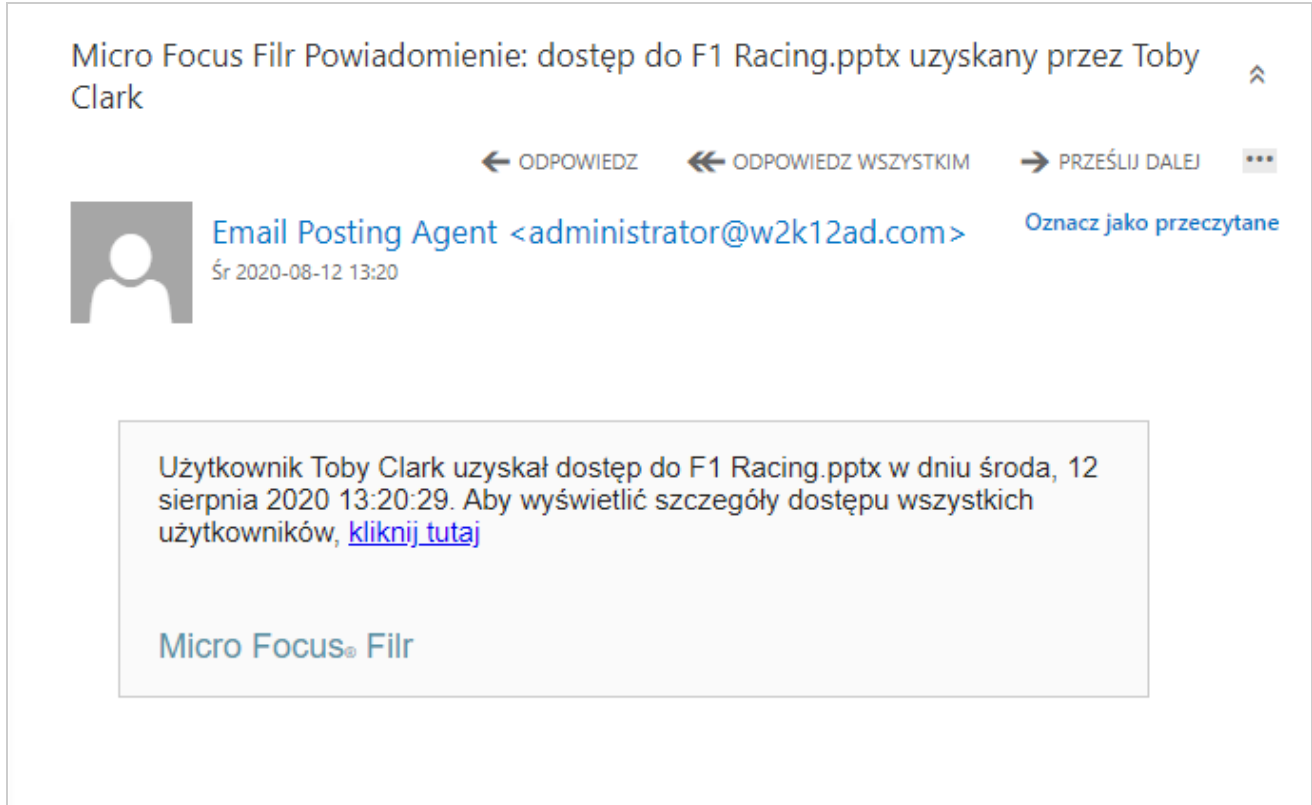 Micro Focus Filr Powiadomienie: dostęp do F1 Racing.pptx uzyskany przez Toby
Clark
ODPOWIEDZ ODPOWIEDZ WSZYSTKIM PRZEŚLIJ DALEJ
Email Posting Agent <administrator@w2k12ad.com> Oznacz jako przeczytane
Śr 2020-08-12 13:20
Użytkownik Toby Clark uzyskał dostęp do F1 Racing.pptx w dniu środa, 12
sierpnia 2020 13:20:29. Aby wyświetlić szczegóły dostępu wszystkich
użytkowników, kliknij tutaj
Micro Focus® Filr